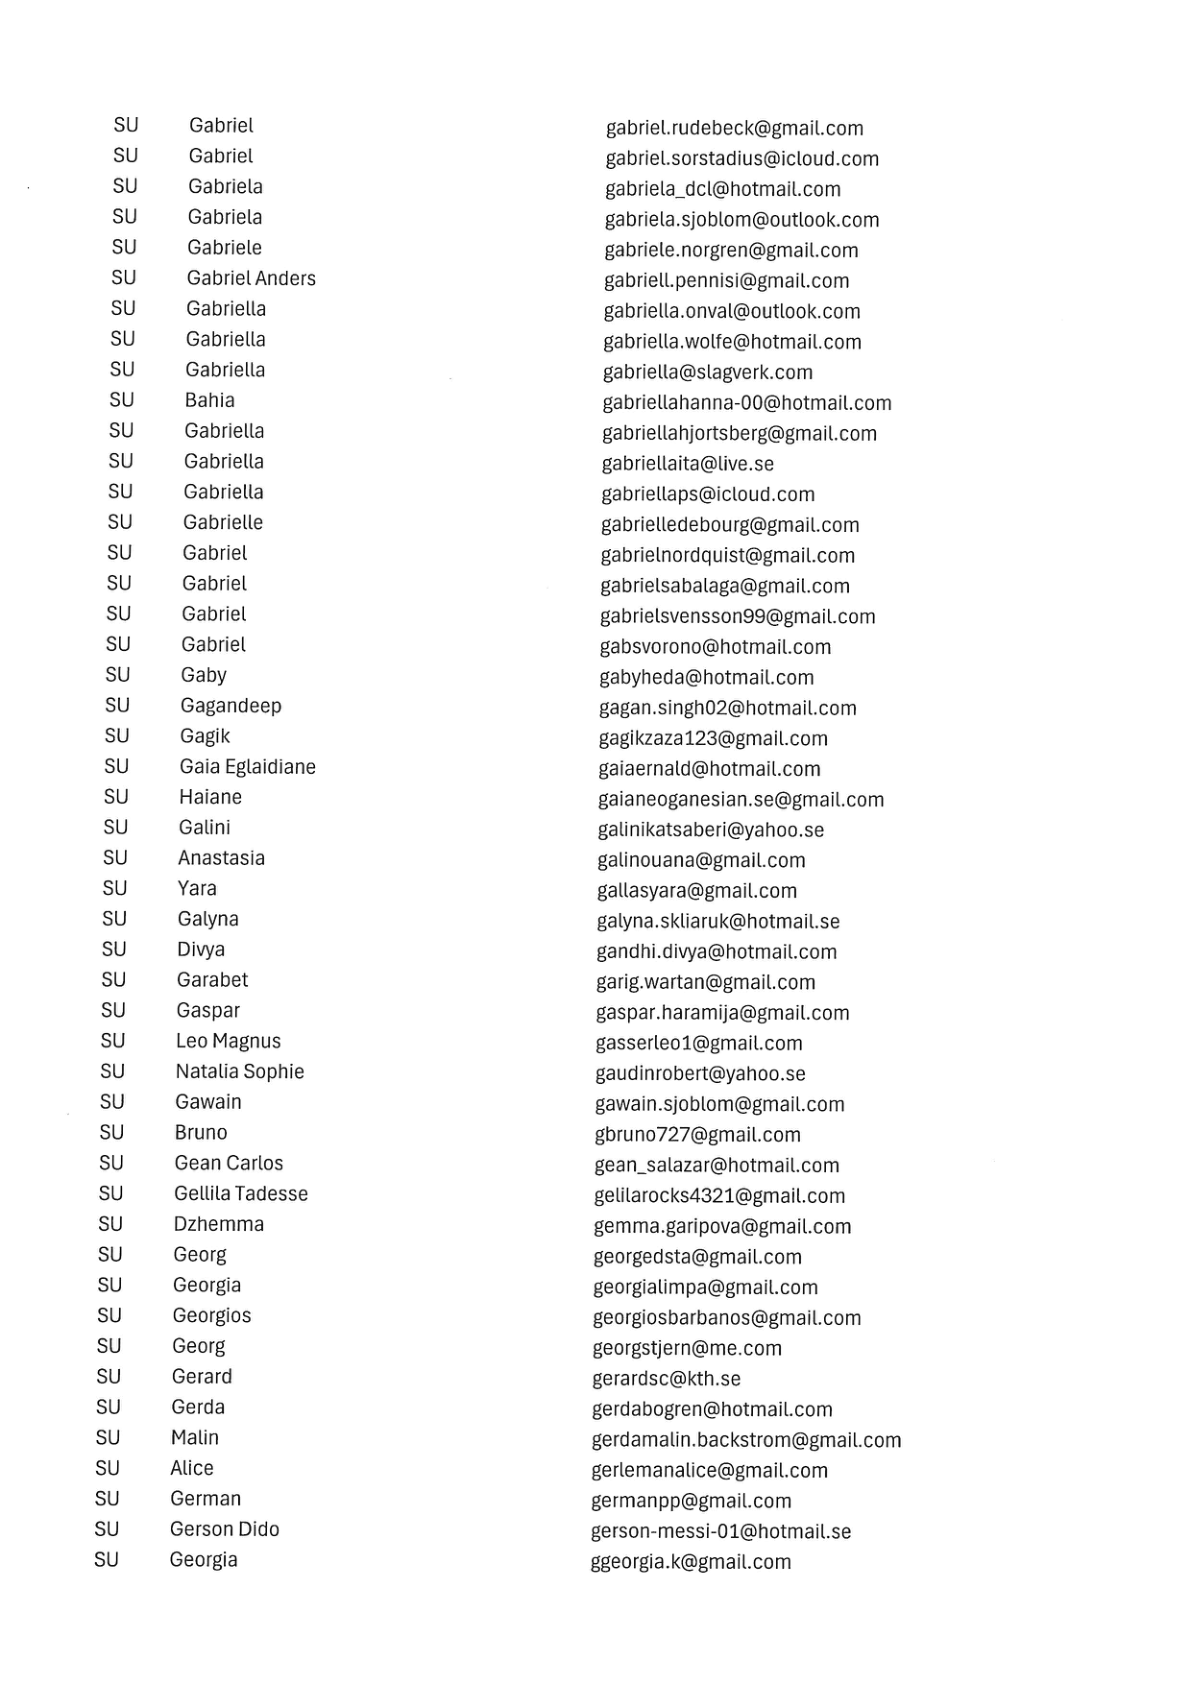 SU Gabriel gabriel.rudebeck@gmail.com
SU Gabriel gabriel.sorstadius@icloud.com
SU Gabriela gabriela_dcl@hotmail.com
SU Gabriela gabriela.sjoblom@outlook.com
SU Gabriele gabriele.norgren@gmail.com
SU Gabriel Anders gabriell.pennisi@gmail.com
SU Gabriella gabriella.onval@outlook.com
SU Gabriella gabriella.wolfe@hotmail.com
SU Gabriella gabriella@slagverk.com
SU Bahia gabriellahanna-00@hotmail.com
SU Gabriella gabriellahjortsberg@gmail.com
SU Gabriella gabriellaita@live.se
SU Gabriella gabriellaps@icloud.com
SU Gabrielle gabrielledebourg@gmail.com
SU Gabriel gabrielnordquist@gmail.com
SU Gabriel gabrielsabalaga@gmail.com
SU Gabriel gabrielsvensson99@gmail.com
SU Gabriel gabsvorono@hotmail.com
SU Gaby gabyheda@hotmail.com
SU Gagandeep gagan.singh02@hotmail.com
SU Gagik gagikzaza123@gmail.com
SU Gaia Eglaidiane gaiaernald@hotmail.com
SU Haiane gaianeoganesian.se@gmail.com
SU Galini galinikatsaberi@yahoo.se
SU Anastasia galinouana@gmail.com
SU Yara gallasyara@gmail.com
SU Galyna galyna.skliaruk@hotmail.se
SU Divya gandhi.divya@hotmail.com
SU Garabet garig.wartan@gmail.com
SU Gaspar gaspar.haramija@gmail.com
SU Leo Magnus gasserleo1@gmail.com
SU Natalia Sophie gaudinrobert@yahoo.se
SU Gawain gawain.sjoblom@gmail.com
SU Bruno gbruno727@gmail.com
SU Gean Carlos gean_salazar@hotmail.com
SU Gellila Tadesse gelilarocks4321@gmail.com
SU Dzhemma gemma.garipova@gmail.com
SU Georg georgedsta@gmail.com
SU Georgia georgialimpa@gmail.com
SU Georgios georgiosbarbanos@gmail.com
SU Georg georgstjern@me.com
SU Gerard gerardsc@kth.se
SU Gerda gerdabogren@hotmail.com
SU Malin gerdamalin.backstrom@gmail.com
SU Alice gerlemanalice@gmail.com
SU German germanpp@gmail.com
SU Gerson Dido gerson-messi-01@hotmail.se
SU Georgia ggeorgia.k@gmail.com